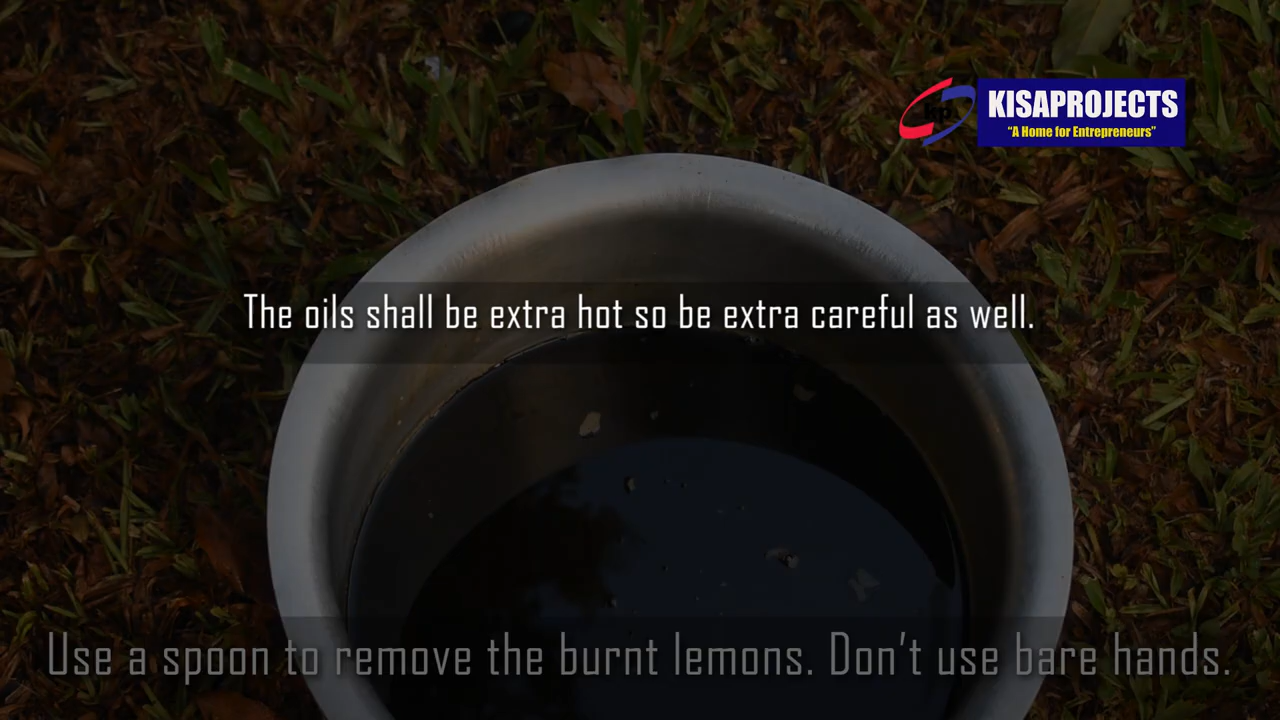 KISAPROJECTS
"A Home for Entrepreneurs"
The oils shall be extra hot so be extra careful as well.
Use a spoon to remove the burnt lemons. Don't use bare hands.